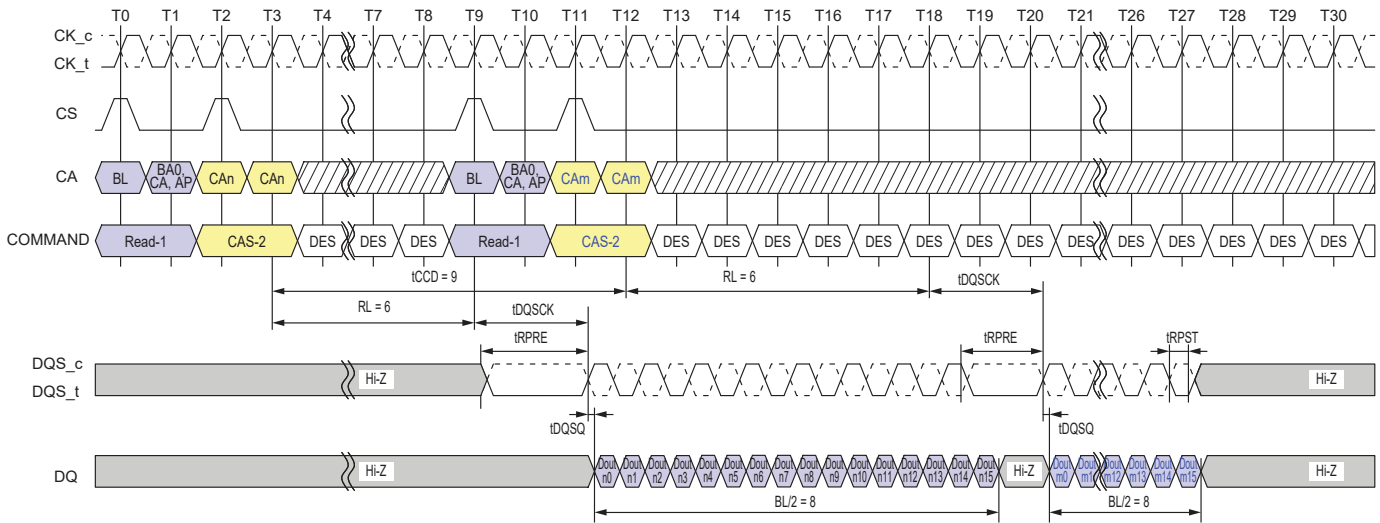 T0 T1 T2 T3 T4 T7 T8 T9 T10 T11 T12 T13 T14 T15 T16 T17 T18 T19 T20 T21 T26 T27 T28 T29 T30
CK_c
CK_t
CS
CA BL BA0, CA, AP CAn CAn BL BA0, CA, AP CAm CAm
COMMAND Read-1 CAS-2 DES DES DES Read-1 CAS-2 DES DES DES DES DES DES DES DES DES DES DES DES DES DES
tCCD = 9 RL = 6 tDQSCK
RL = 6 tDQSCK
tRPRE tRPRE tRPST
DQS_c
DQS_t
Hi-Z Hi-Z
tDQSQ tDQSQ
DQ Hi-Z Dout n0 Dout n1 Dout n2 Dout n3 Dout n4 Dout n5 Dout n6 Dout n7 Dout n8 Dout n9 Dout n10 Dout n11 Dout n12 Dout n13 Dout n14 Dout n15 Hi-Z Dout m0 Dout m1 Dout m12 Dout m13 Dout m14 Dout m15 Hi-Z
BL/2 = 8 BL/2 = 8